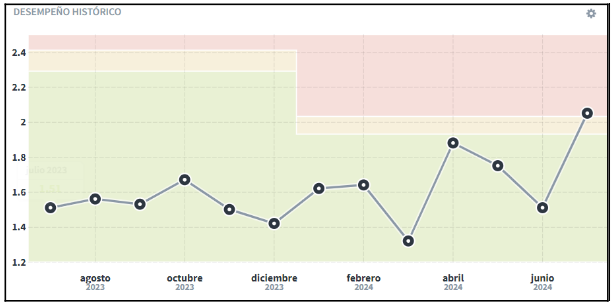 DESEMPEÑO HISTÓRICO
2.4
2.2
2
1.8
1.6
1.4
1.2
agosto
2023
octubre
2023
diciembre
2023
febrero
2024
abril
2024
junio
2024